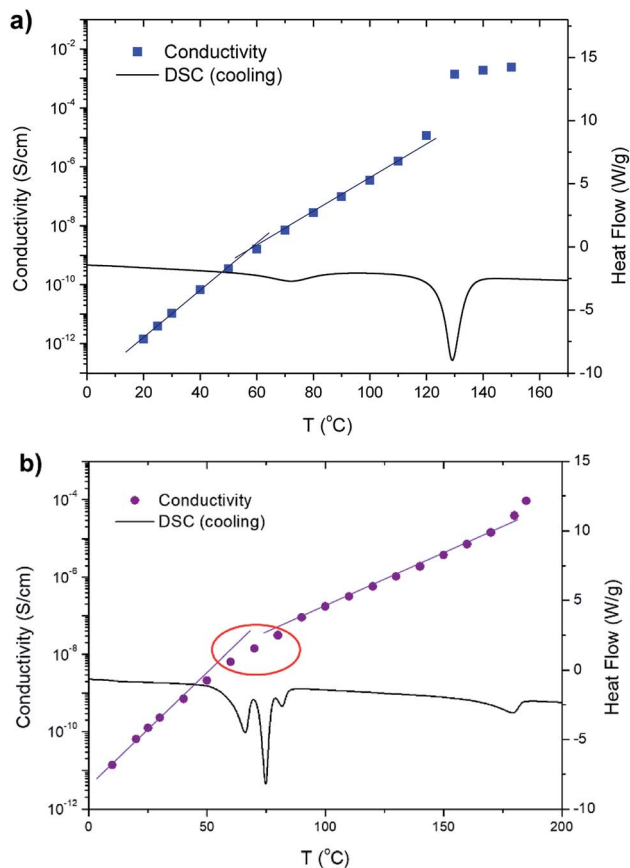 a)
Conductivity
DSC (cooling)
Conductivity (S/cm)
10⁻²
10⁻⁴
10⁻⁶
10⁻⁸
10⁻¹⁰
10⁻¹²
15
10
5
0
-5
-10
Heat Flow (W/g)
0 20 40 60 80 100 120 140 160
T (°C)
b)
Conductivity
DSC (cooling)
Conductivity (S/cm)
10⁻⁴
10⁻⁶
10⁻⁸
10⁻¹⁰
10⁻¹²
15
10
5
0
-5
-10
Heat Flow (W/g)
0 50 100 150 200
T (°C)